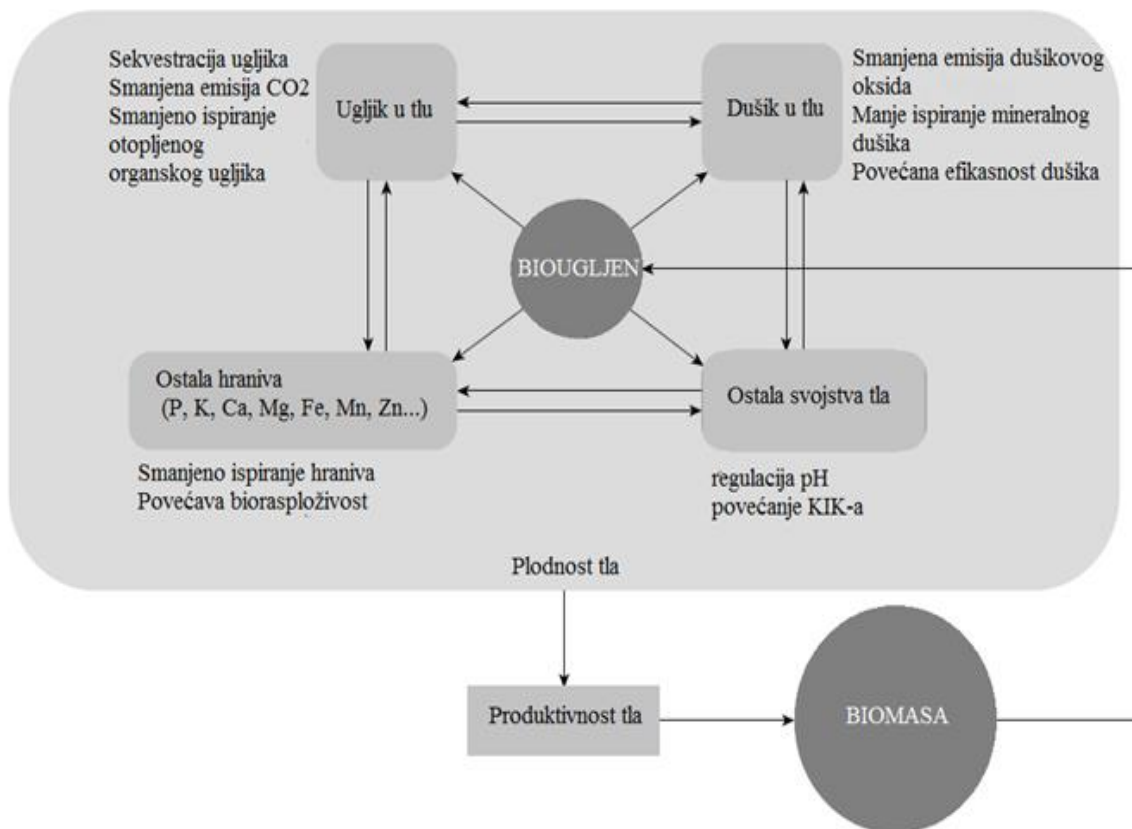 Sekvestracija ugljika
Smanjena emisija CO2
Smanjeno ispiranje
otopljenog
organskog ugljika
Ugljik u tlu
Dušik u tlu
Smanjena emisija dušikovog
oksida
Manje ispiranje mineralnog
dušika
Povećana efikasnost dušika
BIOUGLJEN
Ostala hraniva
(P, K, Ca, Mg, Fe, Mn, Zn...)
Ostala svojstva tla
Smanjeno ispiranje hraniva
Povećava biorasploživost
regulacija pH
povećanje KIK-a
Plodnost tla
Produktivnost tla
BIOMASA